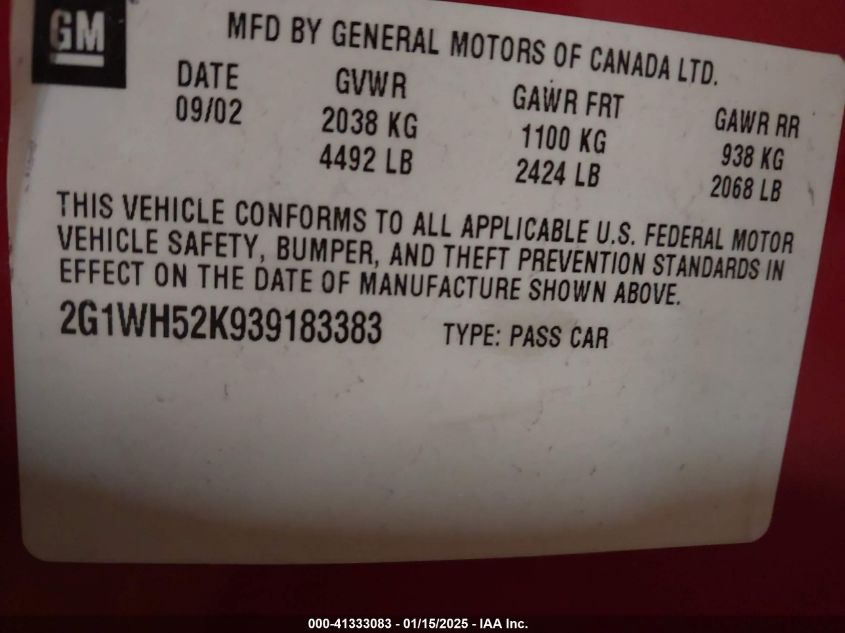 GM
MFD BY GENERAL MOTORS OF CANADA LTD.
DATE GVWR GAWR FRT GAWR RR
09/02 2038 KG 1100 KG 938 KG
4492 LB 2424 LB 2068 LB
THIS VEHICLE CONFORMS TO ALL APPLICABLE U.S. FEDERAL MOTOR
VEHICLE SAFETY, BUMPER, AND THEFT PREVENTION STANDARDS IN
EFFECT ON THE DATE OF MANUFACTURE SHOWN ABOVE.
2G1WH52K939183383 TYPE: PASS CAR
000-41333083 - 01/15/2025 - IAA Inc.